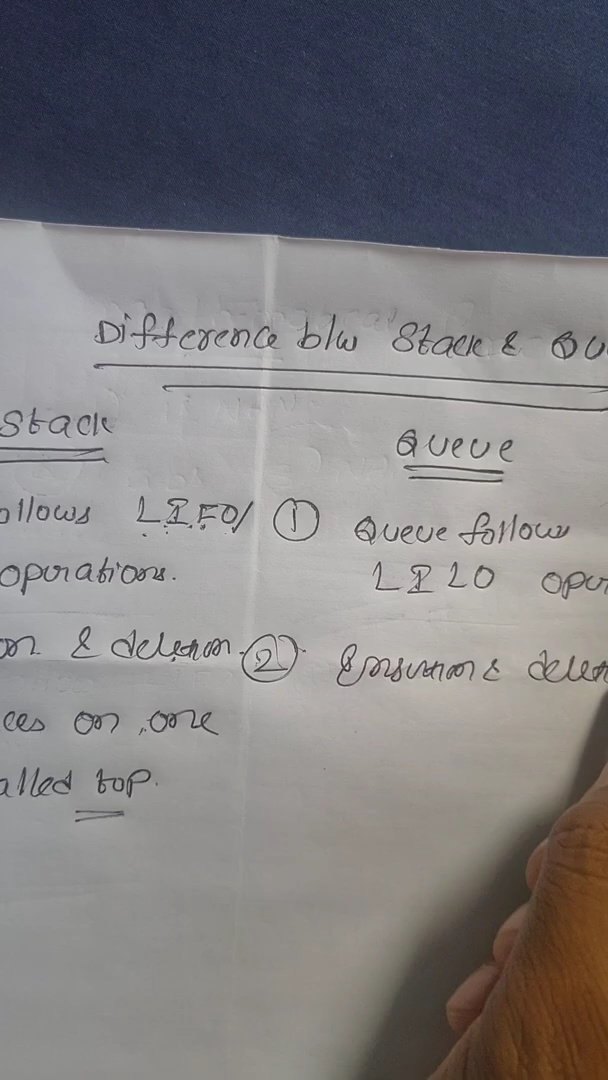 Difference b/w Stack & Qu
Stack
Queue
ollows LIFO/
operations.
① Queue follow
LILO oper
on & deletion.
ces on one
alled top.
② Insertion & delet